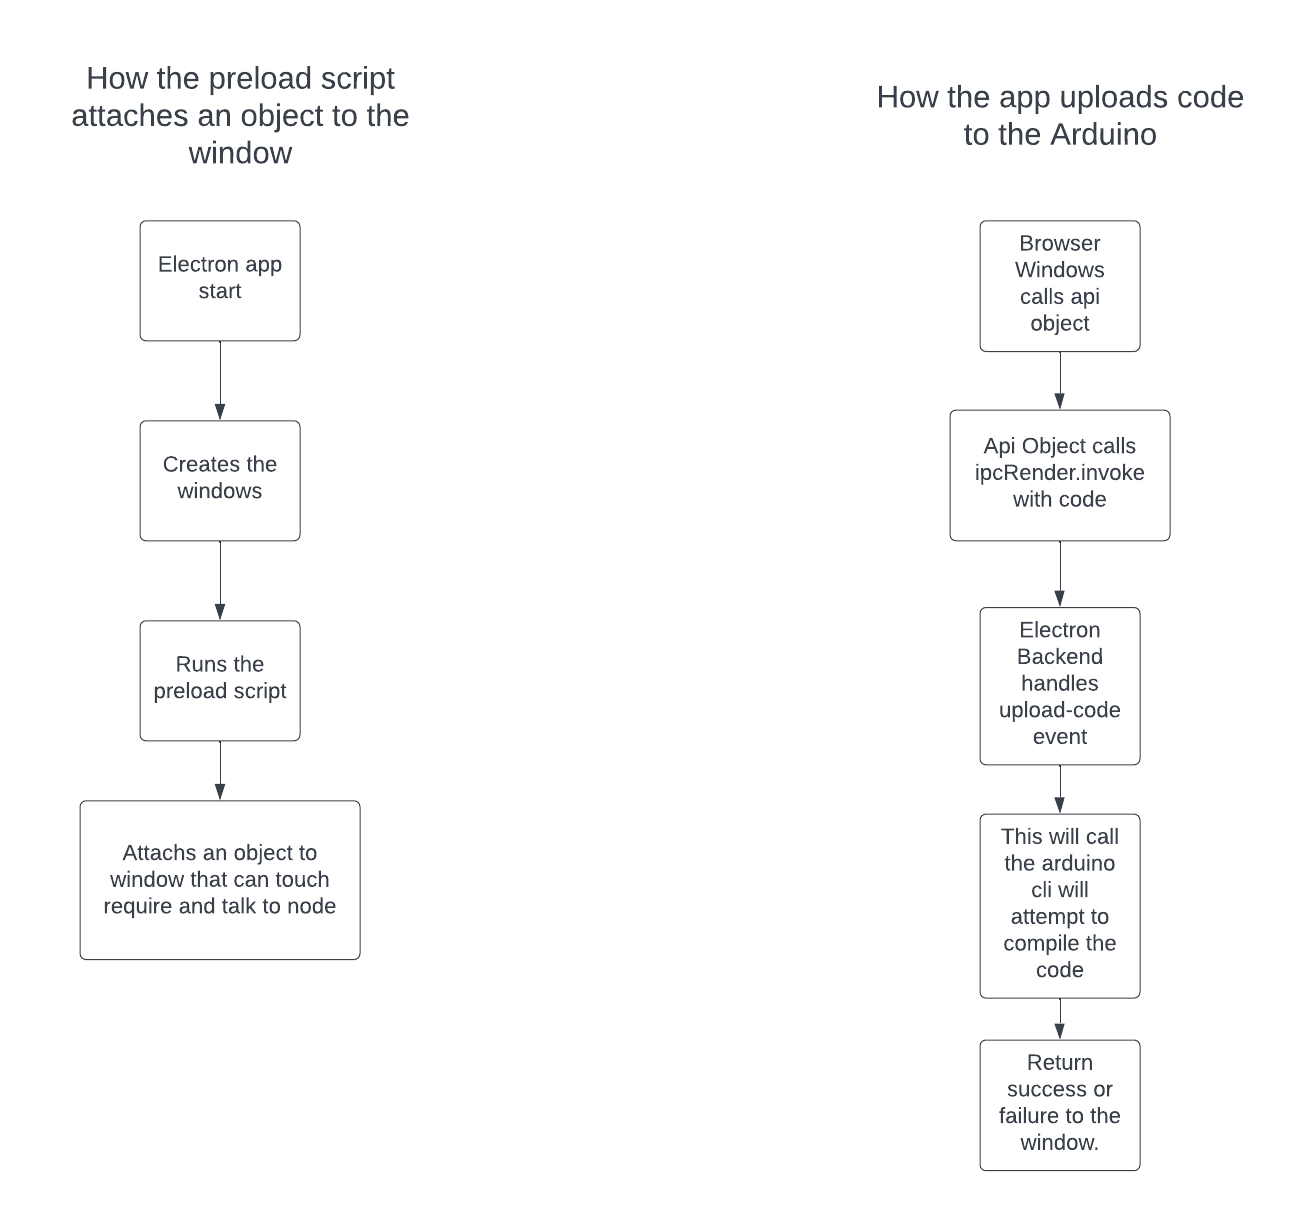 How the preload script
attaches an object to the
window
Electron app
start
Creates the
windows
Runs the
preload script
Attachs an object to
window that can touch
require and talk to node
How the app uploads code
to the Arduino
Browser
Windows
calls api
object
Api Object calls
ipcRender.invoke
with code
Electron
Backend
handles
upload-code
event
This will call
the arduino
cli will
attempt to
compile the
code
Return
success or
failure to the
window.